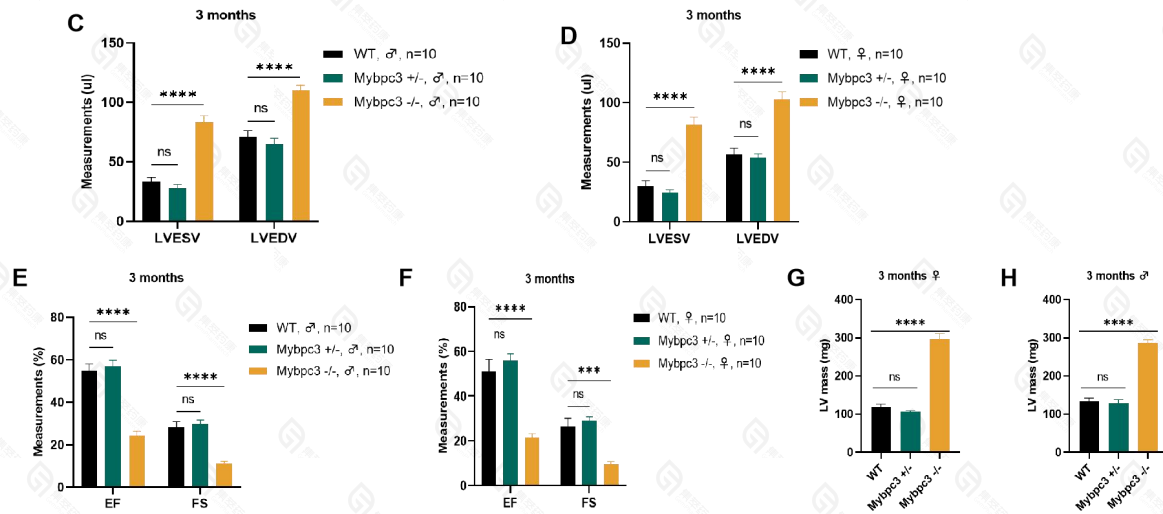 C
3 months
Measurements (ul)
150
100
50
0
ns
****
ns
****
LVESV
LVEDV
WT, ♂, n=10
Mybpc3 +/-, ♂, n=10
Mybpc3 -/-, ♂, n=10
D
3 months
Measurements (ul)
150
100
50
0
ns
****
ns
****
LVESV
LVEDV
WT, ♀, n=10
Mybpc3 +/-, ♀, n=10
Mybpc3 -/-, ♀, n=10
E
3 months
Measurements (%)
80
60
40
20
0
****
ns
****
ns
EF
FS
WT, ♂, n=10
Mybpc3 +/-, ♂, n=10
Mybpc3 -/-, ♂, n=10
F
3 months
Measurements (%)
80
60
40
20
0
****
ns
***
ns
EF
FS
WT, ♀, n=10
Mybpc3 +/-, ♀, n=10
Mybpc3 -/-, ♀, n=10
G
3 months ♀
LV mass (mg)
400
300
200
100
0
****
ns
WT
Mybpc3 +/-
Mybpc3 -/-
H
3 months ♂
LV mass (mg)
400
300
200
100
0
****
ns
WT
Mybpc3 +/-
Mybpc3 -/-